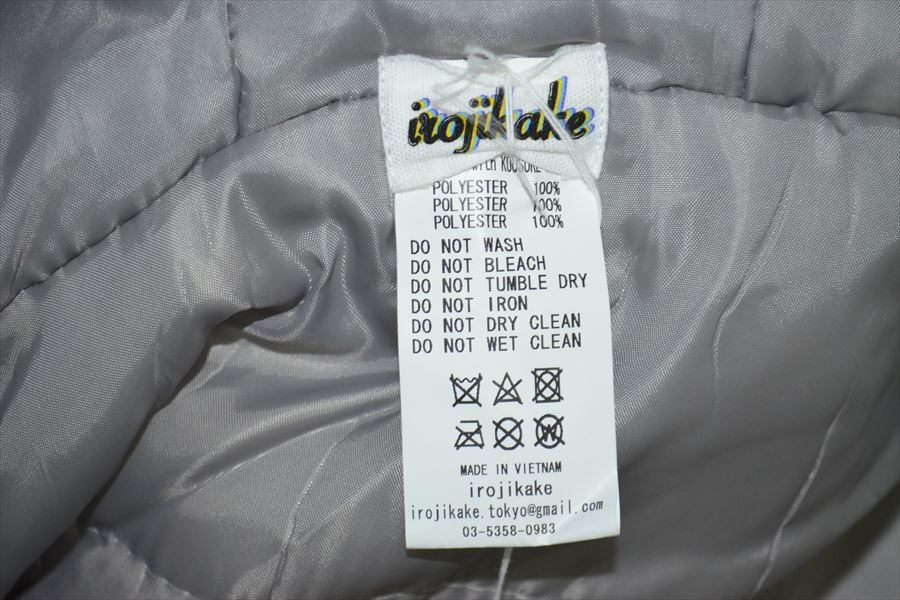 irojikake
POLYESTER 100%
POLYESTER 100%
POLYESTER 100%
DO NOT WASH
DO NOT BLEACH
DO NOT TUMBLE DRY
DO NOT IRON
DO NOT DRY CLEAN
DO NOT WET CLEAN
W
MADE IN VIETNAM
irojikake
irojikake.tokyo@gmail.com
03-5358-0983